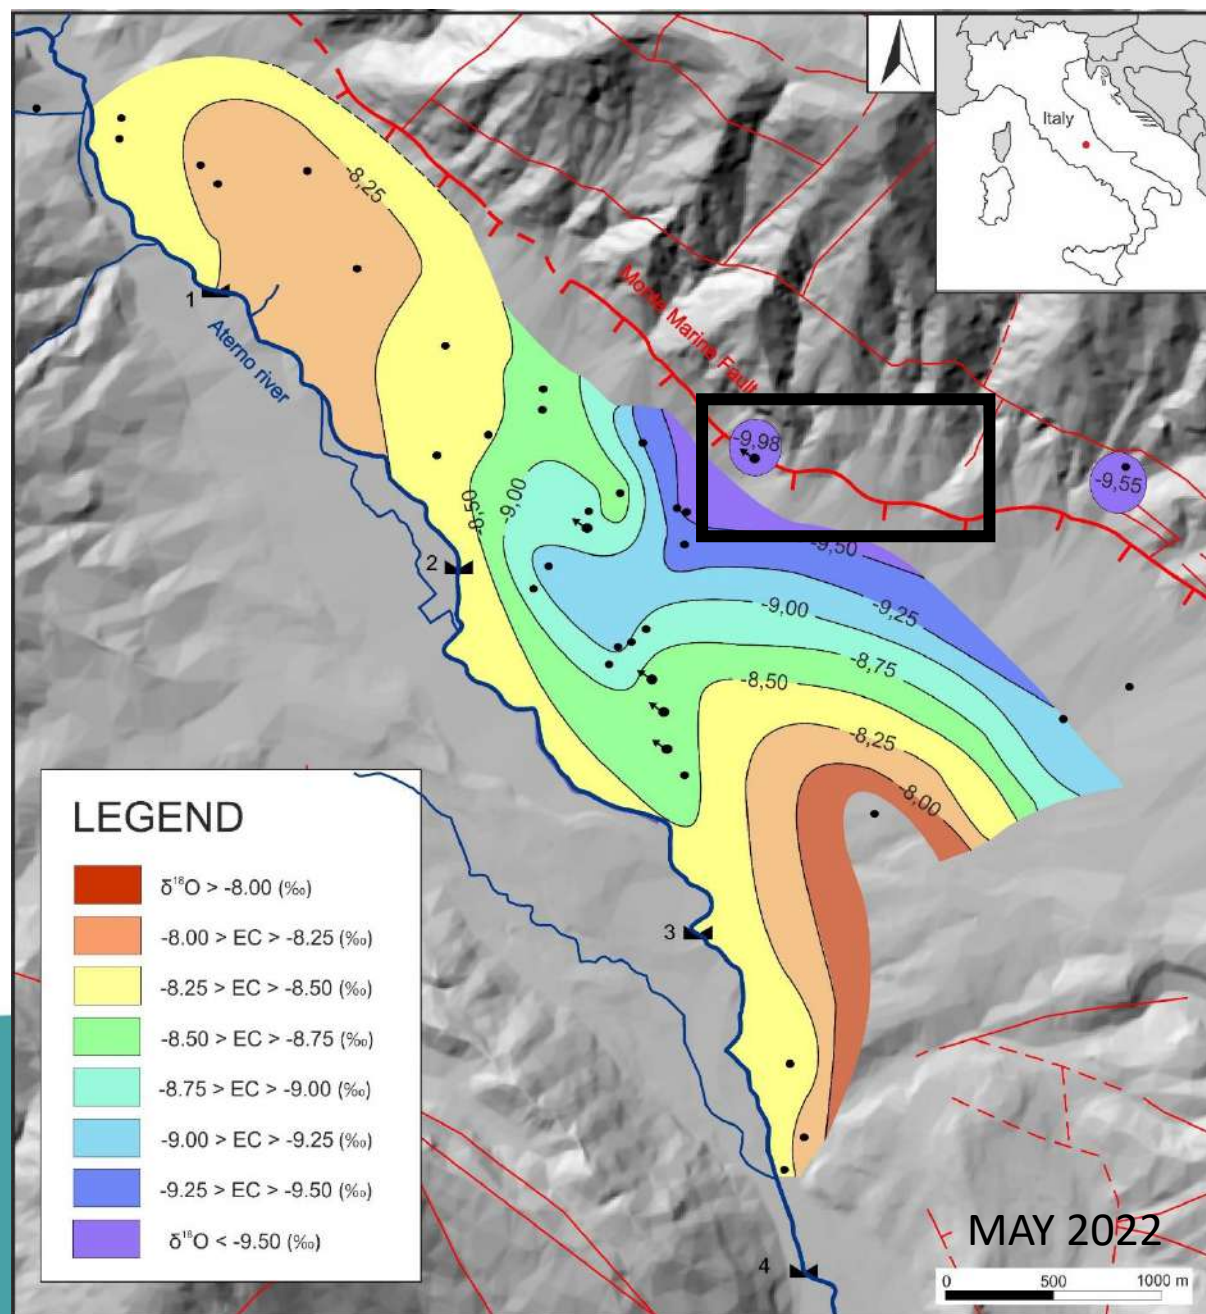 Italy
-8,25
1
Aterno river
Monte Marine Fault
-9,98
-9,55
-8,50
-9,00
2
-9,50
-9,25
-9,00
-8,75
-8,50
-8,25
-8,00
3
4
LEGEND
δ¹⁸O > -8.00 (‰)
-8.00 > EC > -8.25 (‰)
-8.25 > EC > -8.50 (‰)
-8.50 > EC > -8.75 (‰)
-8.75 > EC > -9.00 (‰)
-9.00 > EC > -9.25 (‰)
-9.25 > EC > -9.50 (‰)
δ¹⁸O < -9.50 (‰)
MAY 2022
0 500 1000 m